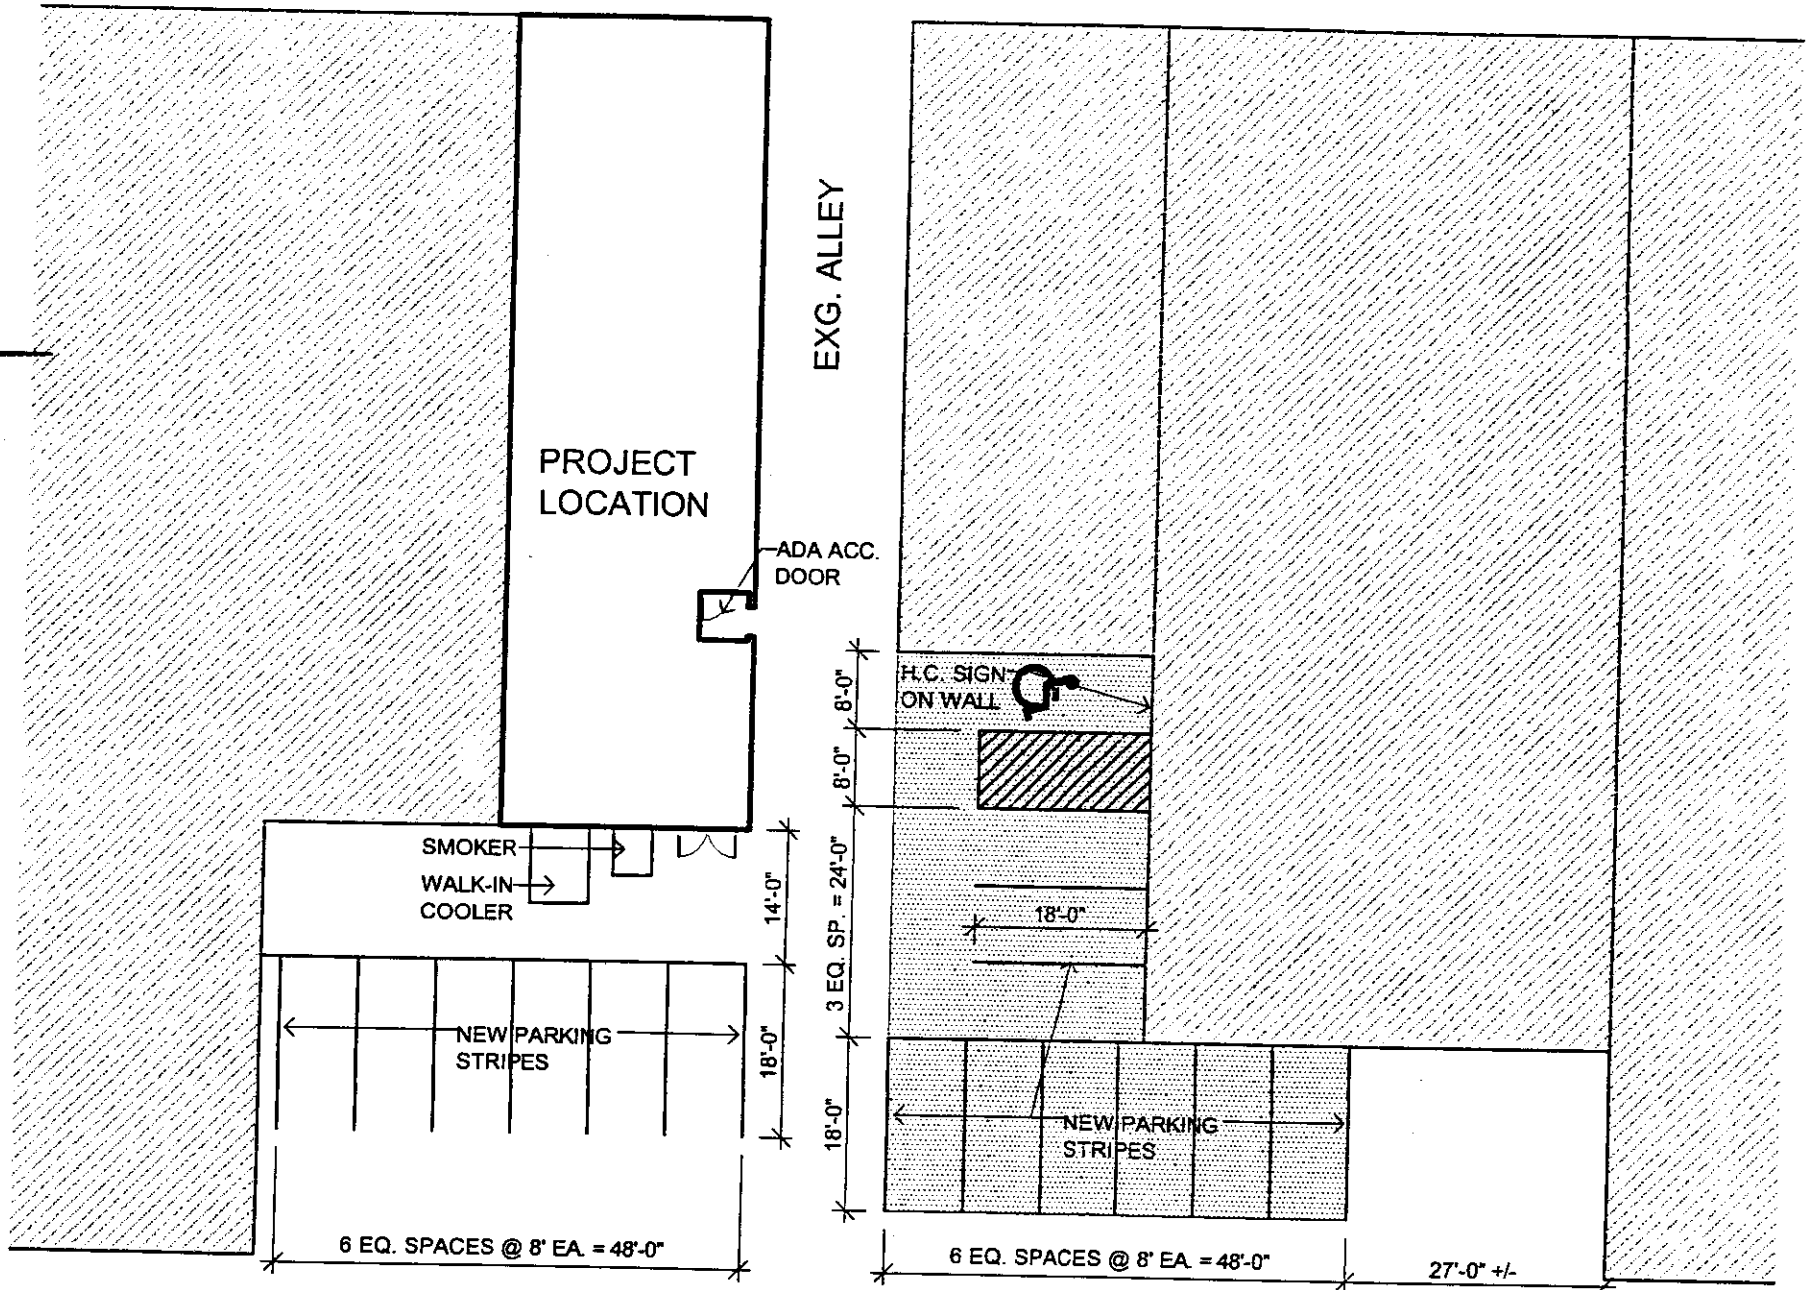 EXG. ALLEY
PROJECT
LOCATION
ADA ACC.
DOOR
H.C. SIGN
ON WALL
8'-0"
8'-0"
SMOKER
WALK-IN
COOLER
14'-0"
3 EQ. SP. = 24'-0"
18'-0"
NEW PARKING
STRIPES
18'-0"
18'-0"
NEW PARKING
STRIPES
6 EQ. SPACES @ 8' EA. = 48'-0"
6 EQ. SPACES @ 8' EA. = 48'-0"
27'-0" +/-